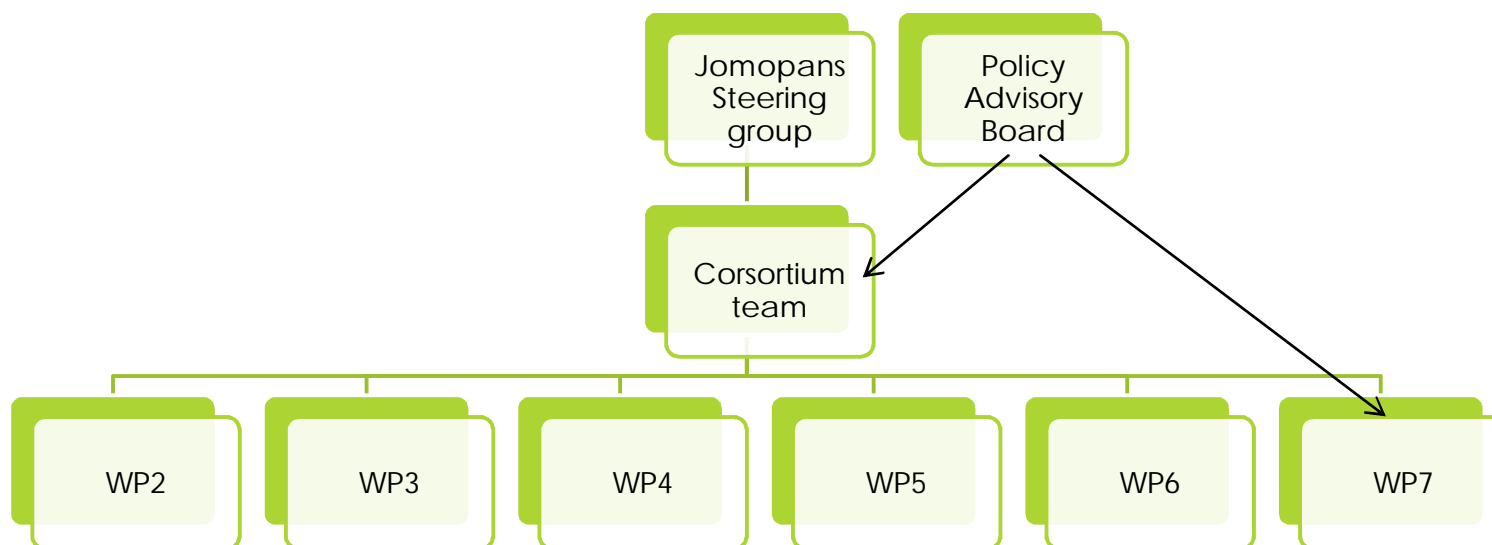 Jomopans
Steering
group
Policy
Advisory
Board
Corsortium
team
WP2
WP3
WP4
WP5
WP6
WP7